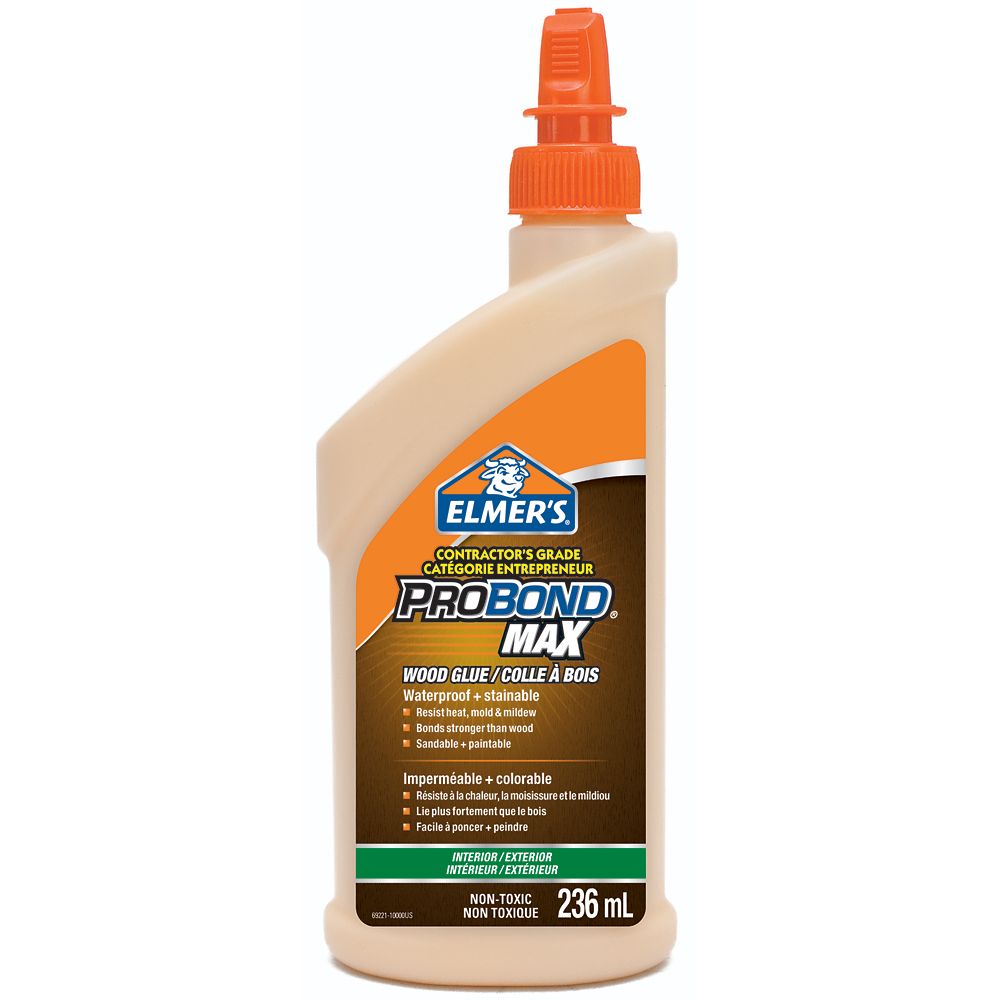 ELMER'S®
CONTRACTOR'S GRADE
CATÉGORIE ENTREPRENEUR
PROBOND®
MAX
WOOD GLUE / COLLE À BOIS
Waterproof + stainable
Resist heat, mold & mildew
Bonds stronger than wood
Sandable + paintable
Imperméable + colorable
Résiste à la chaleur, la moisissure et le mildiou
Lie plus fortement que le bois
Facile à poncer + peindre
INTERIOR / EXTERIOR
INTÉRIEUR / EXTÉRIEUR
NON-TOXIC
NON TOXIQUE
236 mL
69221-10000US